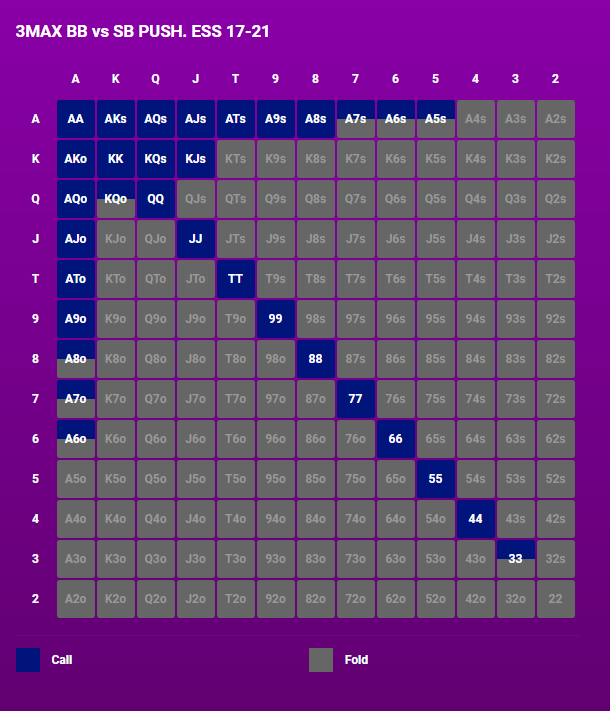 3MAX BB vs SB PUSH. ESS 17-21
A K Q J T 9 8 7 6 5 4 3 2
A AA AKs AQs AJs ATs A9s A8s A7s A6s A5s A4s A3s A2s
K AKo KK KQs KJs KTs K9s K8s K7s K6s K5s K4s K3s K2s
Q AQo KQo QQ QJs QTs Q9s Q8s Q7s Q6s Q5s Q4s Q3s Q2s
J AJo KJo QJo JJ JTs J9s J8s J7s J6s J5s J4s J3s J2s
T ATo KTo QTo JTo TT T9s T8s T7s T6s T5s T4s T3s T2s
9 A9o K9o Q9o J9o T9o 99 98s 97s 96s 95s 94s 93s 92s
8 A8o K8o Q8o J8o T8o 98o 88 87s 86s 85s 84s 83s 82s
7 A7o K7o Q7o J7o T7o 97o 87o 77 76s 75s 74s 73s 72s
6 A6o K6o Q6o J6o T6o 96o 86o 76o 66 65s 64s 63s 62s
5 A5o K5o Q5o J5o T5o 95o 85o 75o 65o 55 54s 53s 52s
4 A4o K4o Q4o J4o T4o 94o 84o 74o 64o 54o 44 43s 42s
3 A3o K3o Q3o J3o T3o 93o 83o 73o 63o 53o 43o 33 32s
2 A2o K2o Q2o J2o T2o 92o 82o 72o 62o 52o 42o 32o 22
Call Fold